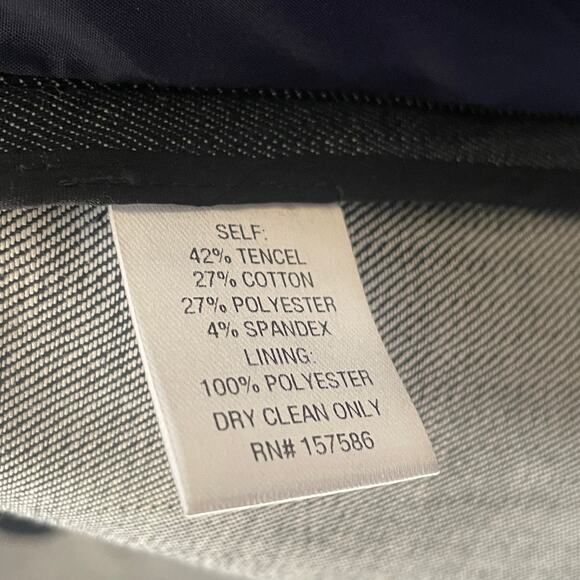 SELF:
42% TENCEL
27% COTTON
27% POLYESTER
4% SPANDEX
LINING:
100% POLYESTER
DRY CLEAN ONLY
RN# 157586